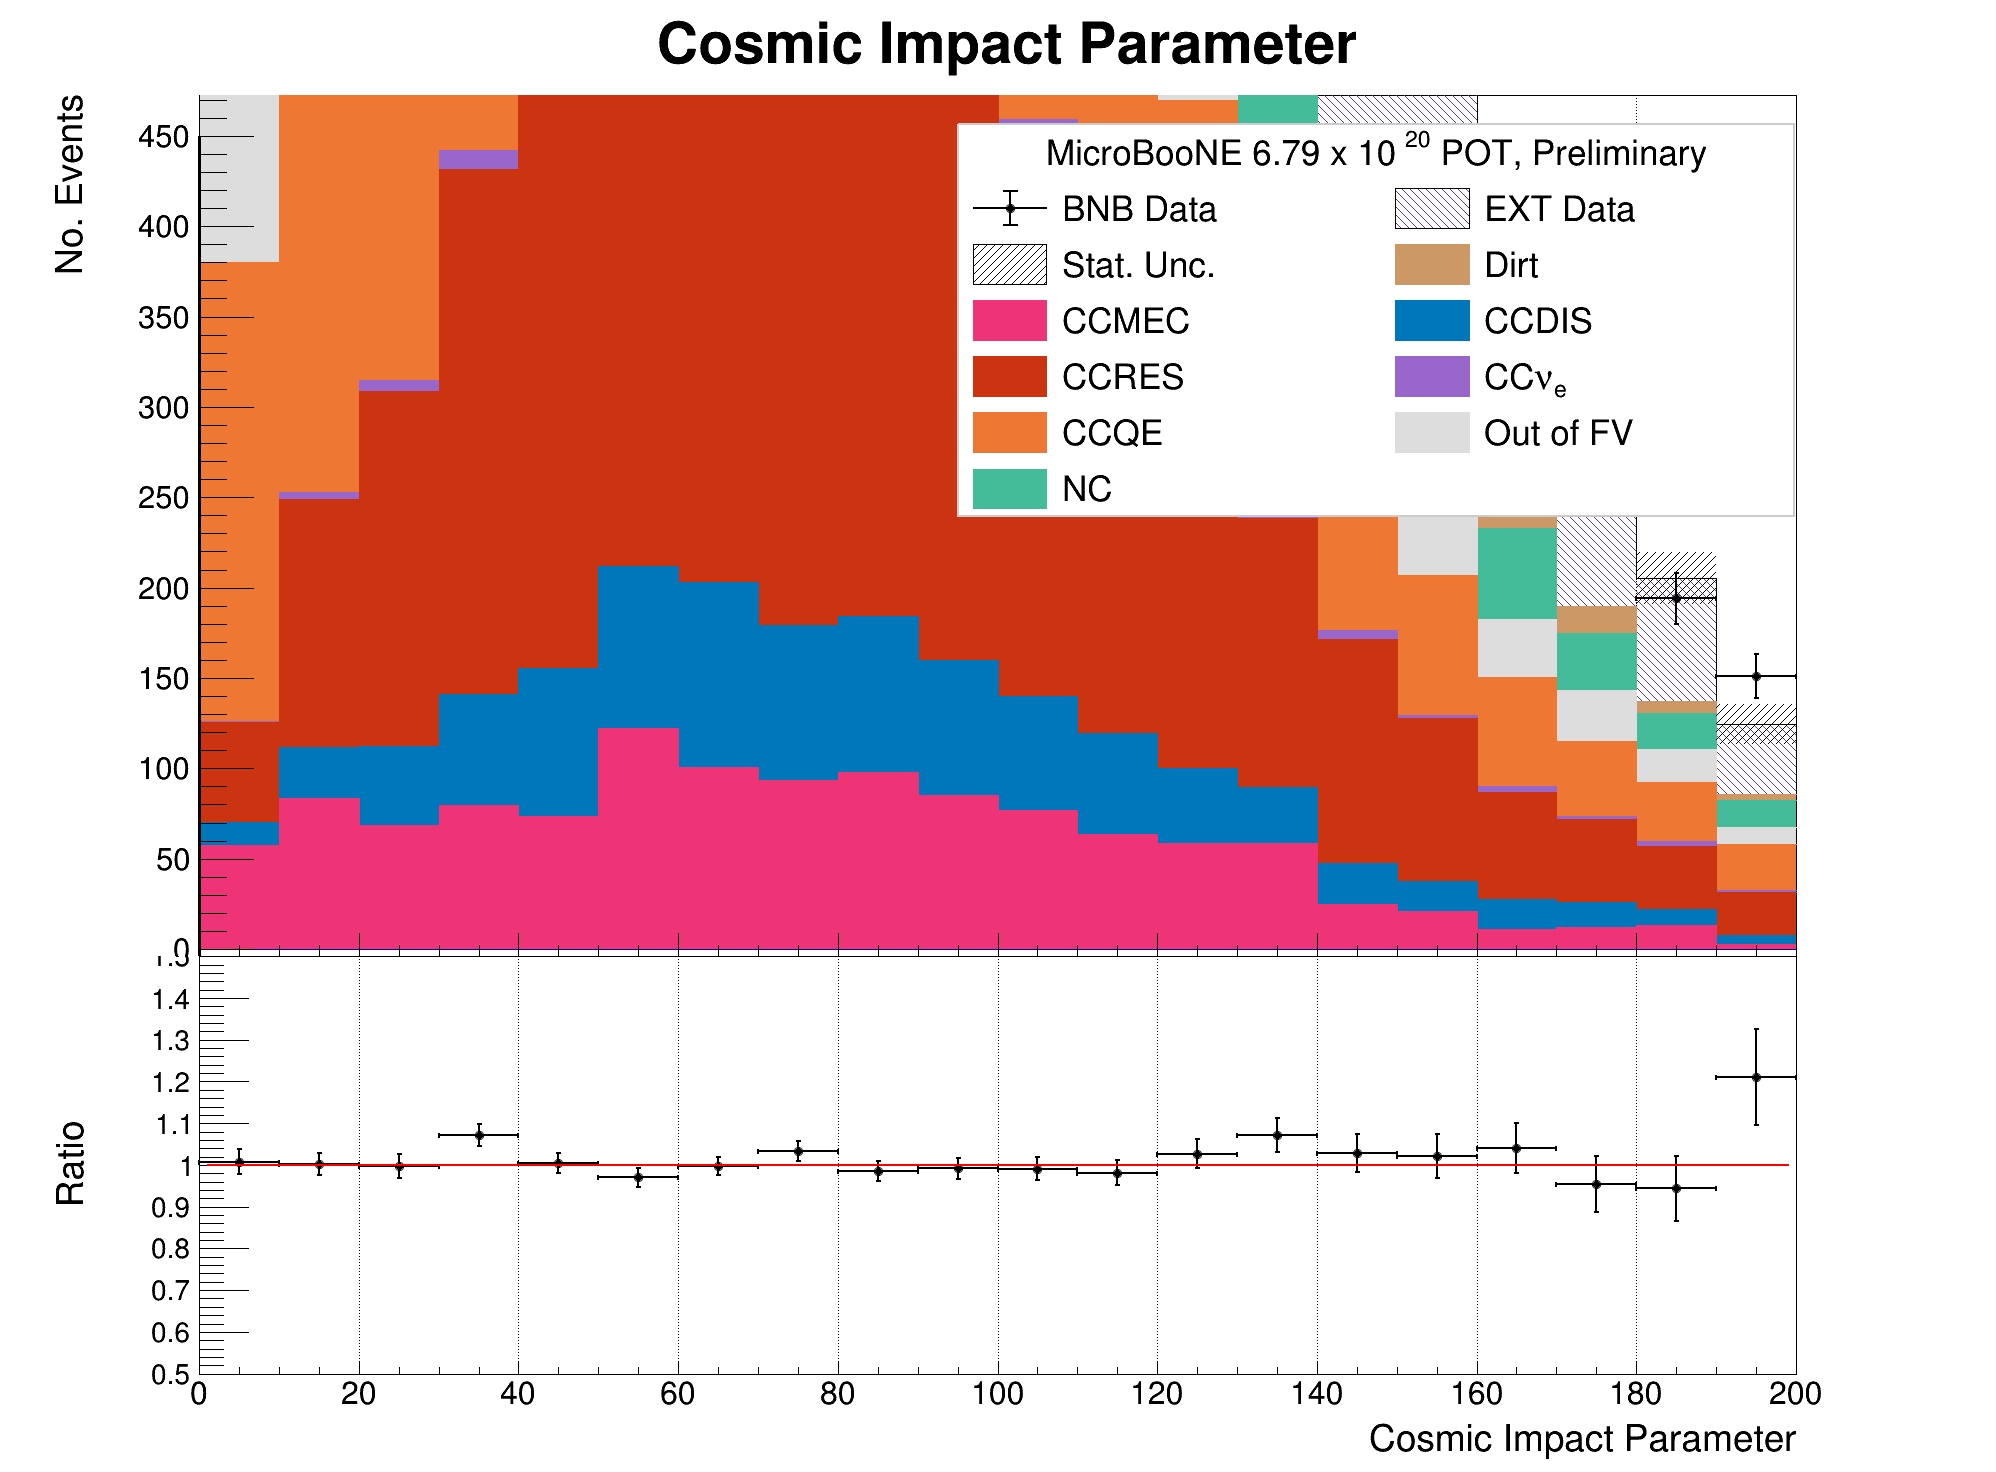 Cosmic Impact Parameter
No. Events
450
400
350
300
250
200
150
100
50
0
MicroBooNE 6.79 x 10 20 POT, Preliminary
BNB Data
EXT Data
Stat. Unc.
Dirt
CCMEC
CCDIS
CCRES
CCνe
CCQE
Out of FV
NC
Ratio
1.5
1.4
1.3
1.2
1.1
1
0.9
0.8
0.7
0.6
0.5
0 20 40 60 80 100 120 140 160 180 200
Cosmic Impact Parameter